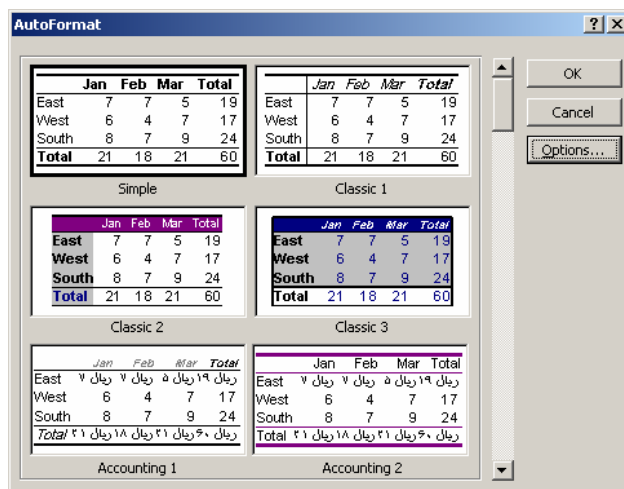 AutoFormat
OK
Cancel
Options...
Jan Feb Mar Total
East 7 7 5 19
West 6 4 7 17
South 8 7 9 24
Total 21 18 21 60
Simple
Jan Feb Mar Total
East 7 7 5 19
West 6 4 7 17
South 8 7 9 24
Total 21 18 21 60
Classic 1
Jan Feb Mar Total
East 7 7 5 19
West 6 4 7 17
South 8 7 9 24
Total 21 18 21 60
Classic 2
Jan Feb Mar Total
East 7 7 5 19
West 6 4 7 17
South 8 7 9 24
Total 21 18 21 60
Classic 3
Jan Feb Mar Total
East ریال ۷ ریال ۷ ریال ۵ ریال ۱۹
West 6 4 7 17
South 8 7 9 24
Total ریال ۲۱ ریال ۱۸ ریال ۲۱ ریال ۶۰
Accounting 1
Jan Feb Mar Total
East ریال ۷ ریال ۷ ریال ۵ ریال ۱۹
West 6 4 7 17
South 8 7 9 24
Total ریال ۲۱ ریال ۱۸ ریال ۲۱ ریال ۶۰
Accounting 2